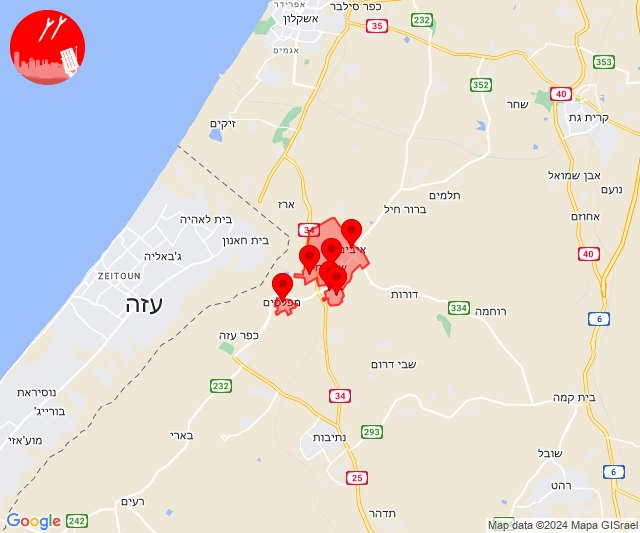 אפרידר
כפר סילבר
אשקלון
35
אגמים
353
352
40
שחר
זיקים
קרית גת
אבן שמואל
נועם
תלמים
ארז
ברור חיל
אחוזם
בית לאהיה
34
בית חאנון
איבים
ג'באליה
40
ZEITOUN
עזה
מפלסים
דורות
334
רוחמה
6
כפר עזה
שבי דרום
232
נוסיראת
34
בית קמה
בורייג'
293
מוע'אזי
בארי
נתיבות
שובל
25
6
רהט
רעים
תדהר
Google
242
Map data ©2024 Mapa GISrael